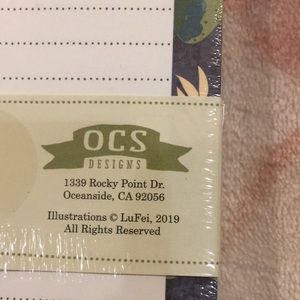 OCS
DESIGNS
1339 Rocky Point Dr.
Oceanside, CA 92056
Illustrations © LuFei, 2019
All Rights Reserved